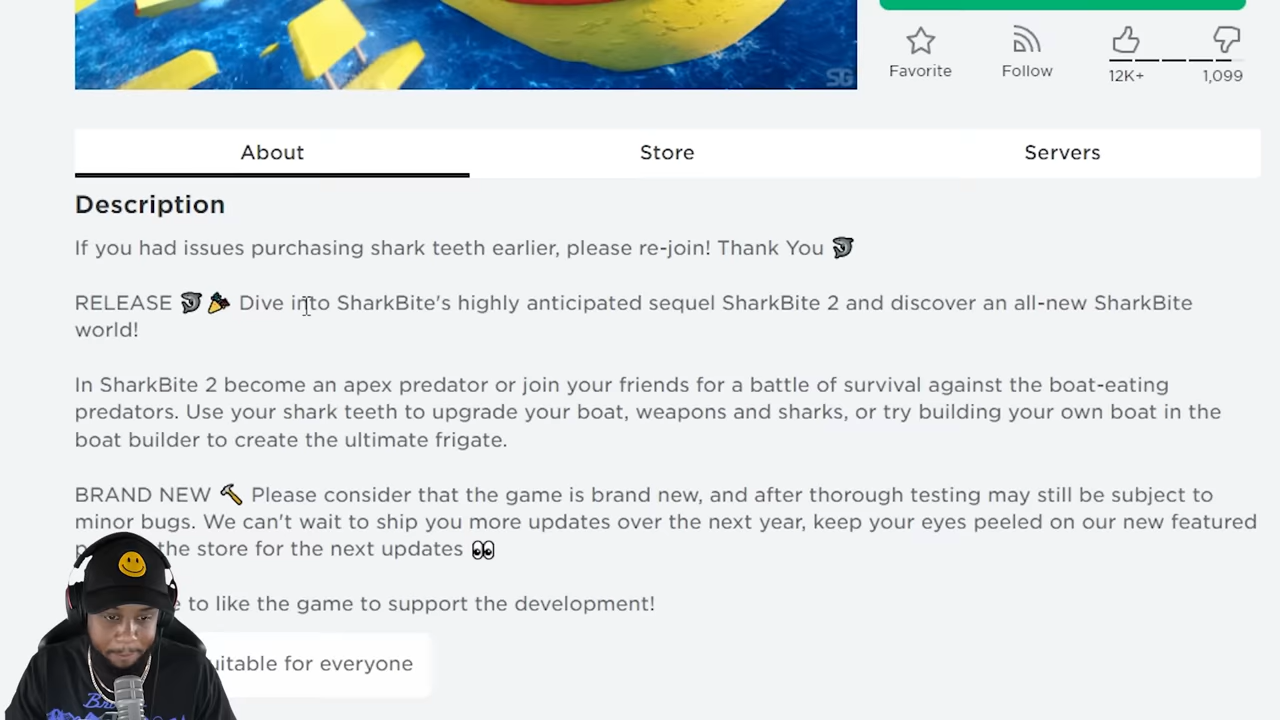 SG
Favorite
Follow
12K+
1,099
About
Store
Servers
Description
If you had issues purchasing shark teeth earlier, please re-join! Thank You
RELEASE Dive into SharkBite's highly anticipated sequel SharkBite 2 and discover an all-new SharkBite
world!
In SharkBite 2 become an apex predator or join your friends for a battle of survival against the boat-eating
predators. Use your shark teeth to upgrade your boat, weapons and sharks, or try building your own boat in the
boat builder to create the ultimate frigate.
BRAND NEW 🔨 Please consider that the game is brand new, and after thorough testing may still be subject to
minor bugs. We can't wait to ship you more updates over the next year, keep your eyes peeled on our new featured
the store for the next updates 👀
to like the game to support the development!
for everyone